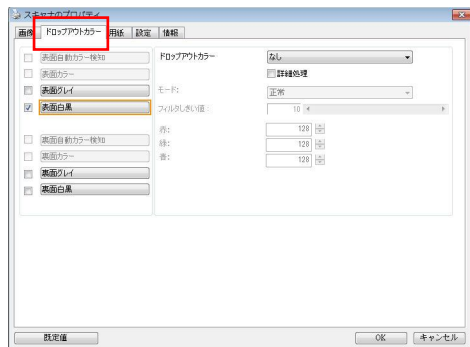 スキャナのプロパティ
画像 ドロップアウトカラー 用紙 設定 情報
表面自動カラー検知
表面カラー
表面グレイ
表面白黒
裏面自動カラー検知
裏面カラー
裏面グレイ
裏面白黒
ドロップアウトカラー なし
詳細処理
モード: 正常
フィルタしきい値: 10
赤: 128
緑: 128
青: 128
既定値 OK キャンセル